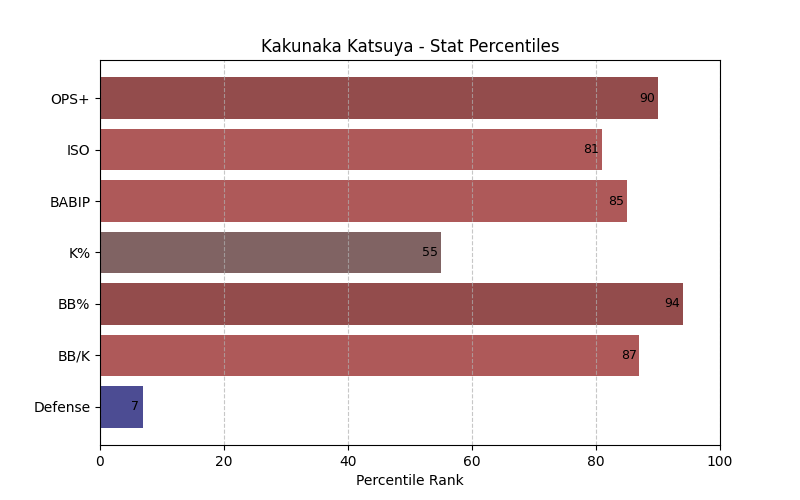 Kakunaka Katsuya - Stat Percentiles
OPS+ 90
ISO 81
BABIP 85
K% 55
BB% 94
BB/K 87
Defense 7
0 20 40 60 80 100
Percentile Rank